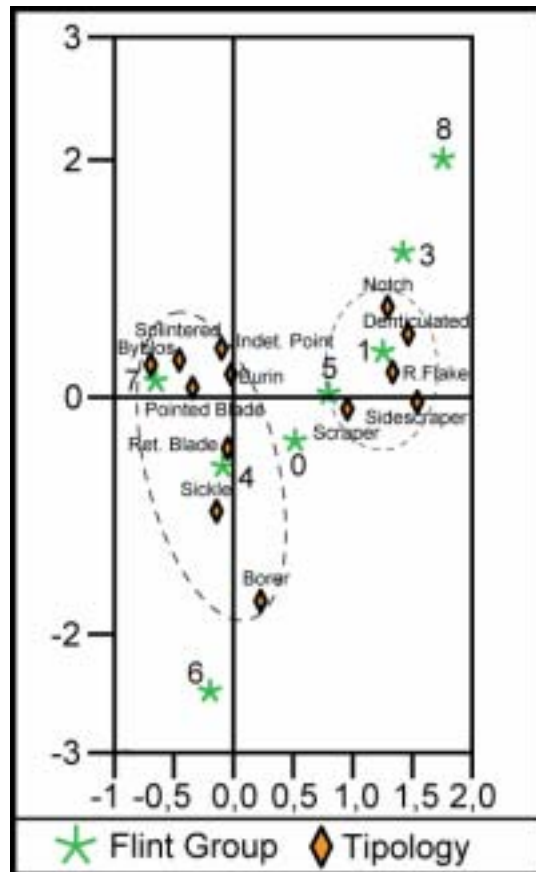 3
8
2
3
Notch
Denticulated
Splintered
Indet. Point
1
Byblos
Burin
R.Flake
7
5
0
Pointed Blade
Sidescraper
Scraper
Ret. Blade
0
4
Sickle
Borer
-2
6
-3
-1 -0,5 0,0 0,5 1,0 1,5 2,0
Flint Group Tipology